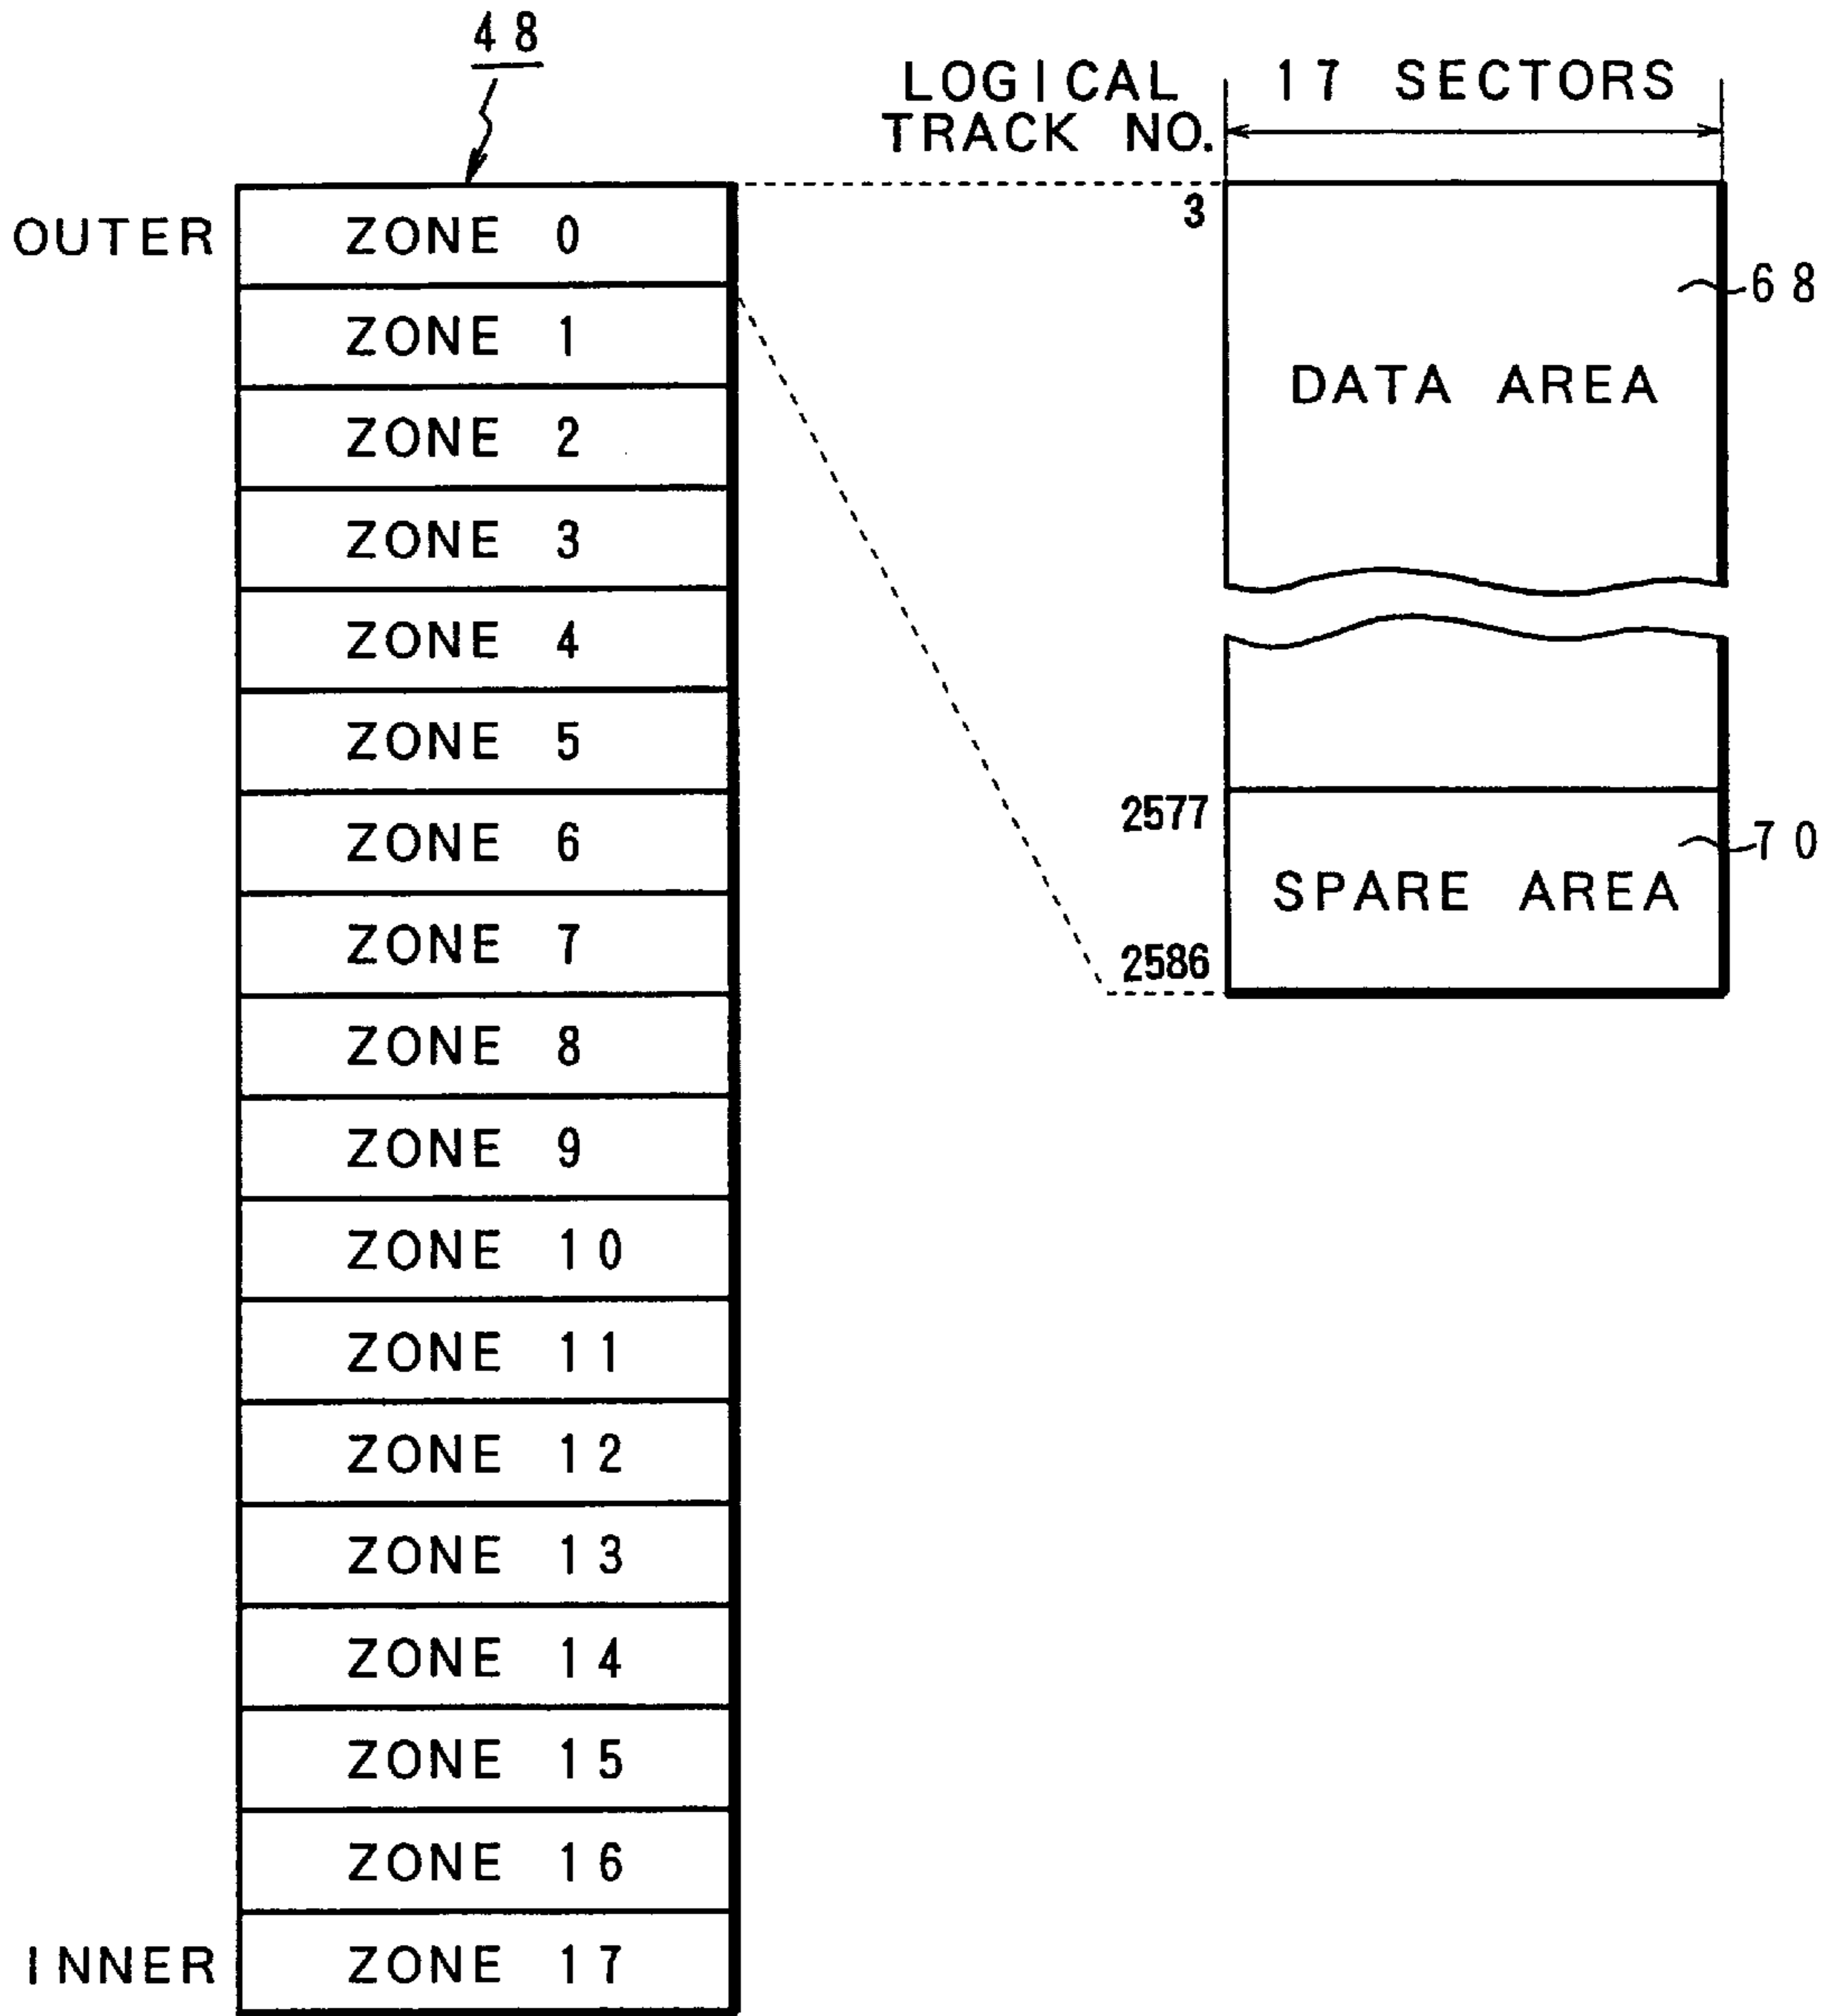 48
LOGICAL
TRACK NO.
17 SECTORS
OUTER
ZONE 0
ZONE 1
ZONE 2
ZONE 3
ZONE 4
ZONE 5
ZONE 6
ZONE 7
ZONE 8
ZONE 9
ZONE 10
ZONE 11
ZONE 12
ZONE 13
ZONE 14
ZONE 15
ZONE 16
INNER
ZONE 17
3
68
DATA AREA
2577
70
SPARE AREA
2586